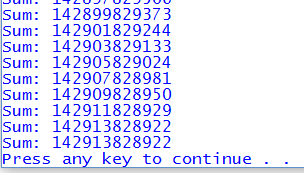 Sum: 142899829373
Sum: 142901829244
Sum: 142903829133
Sum: 142905829024
Sum: 142907828981
Sum: 142909828950
Sum: 142911828929
Sum: 142913828922
Sum: 142913828922
Press any key to continue . .